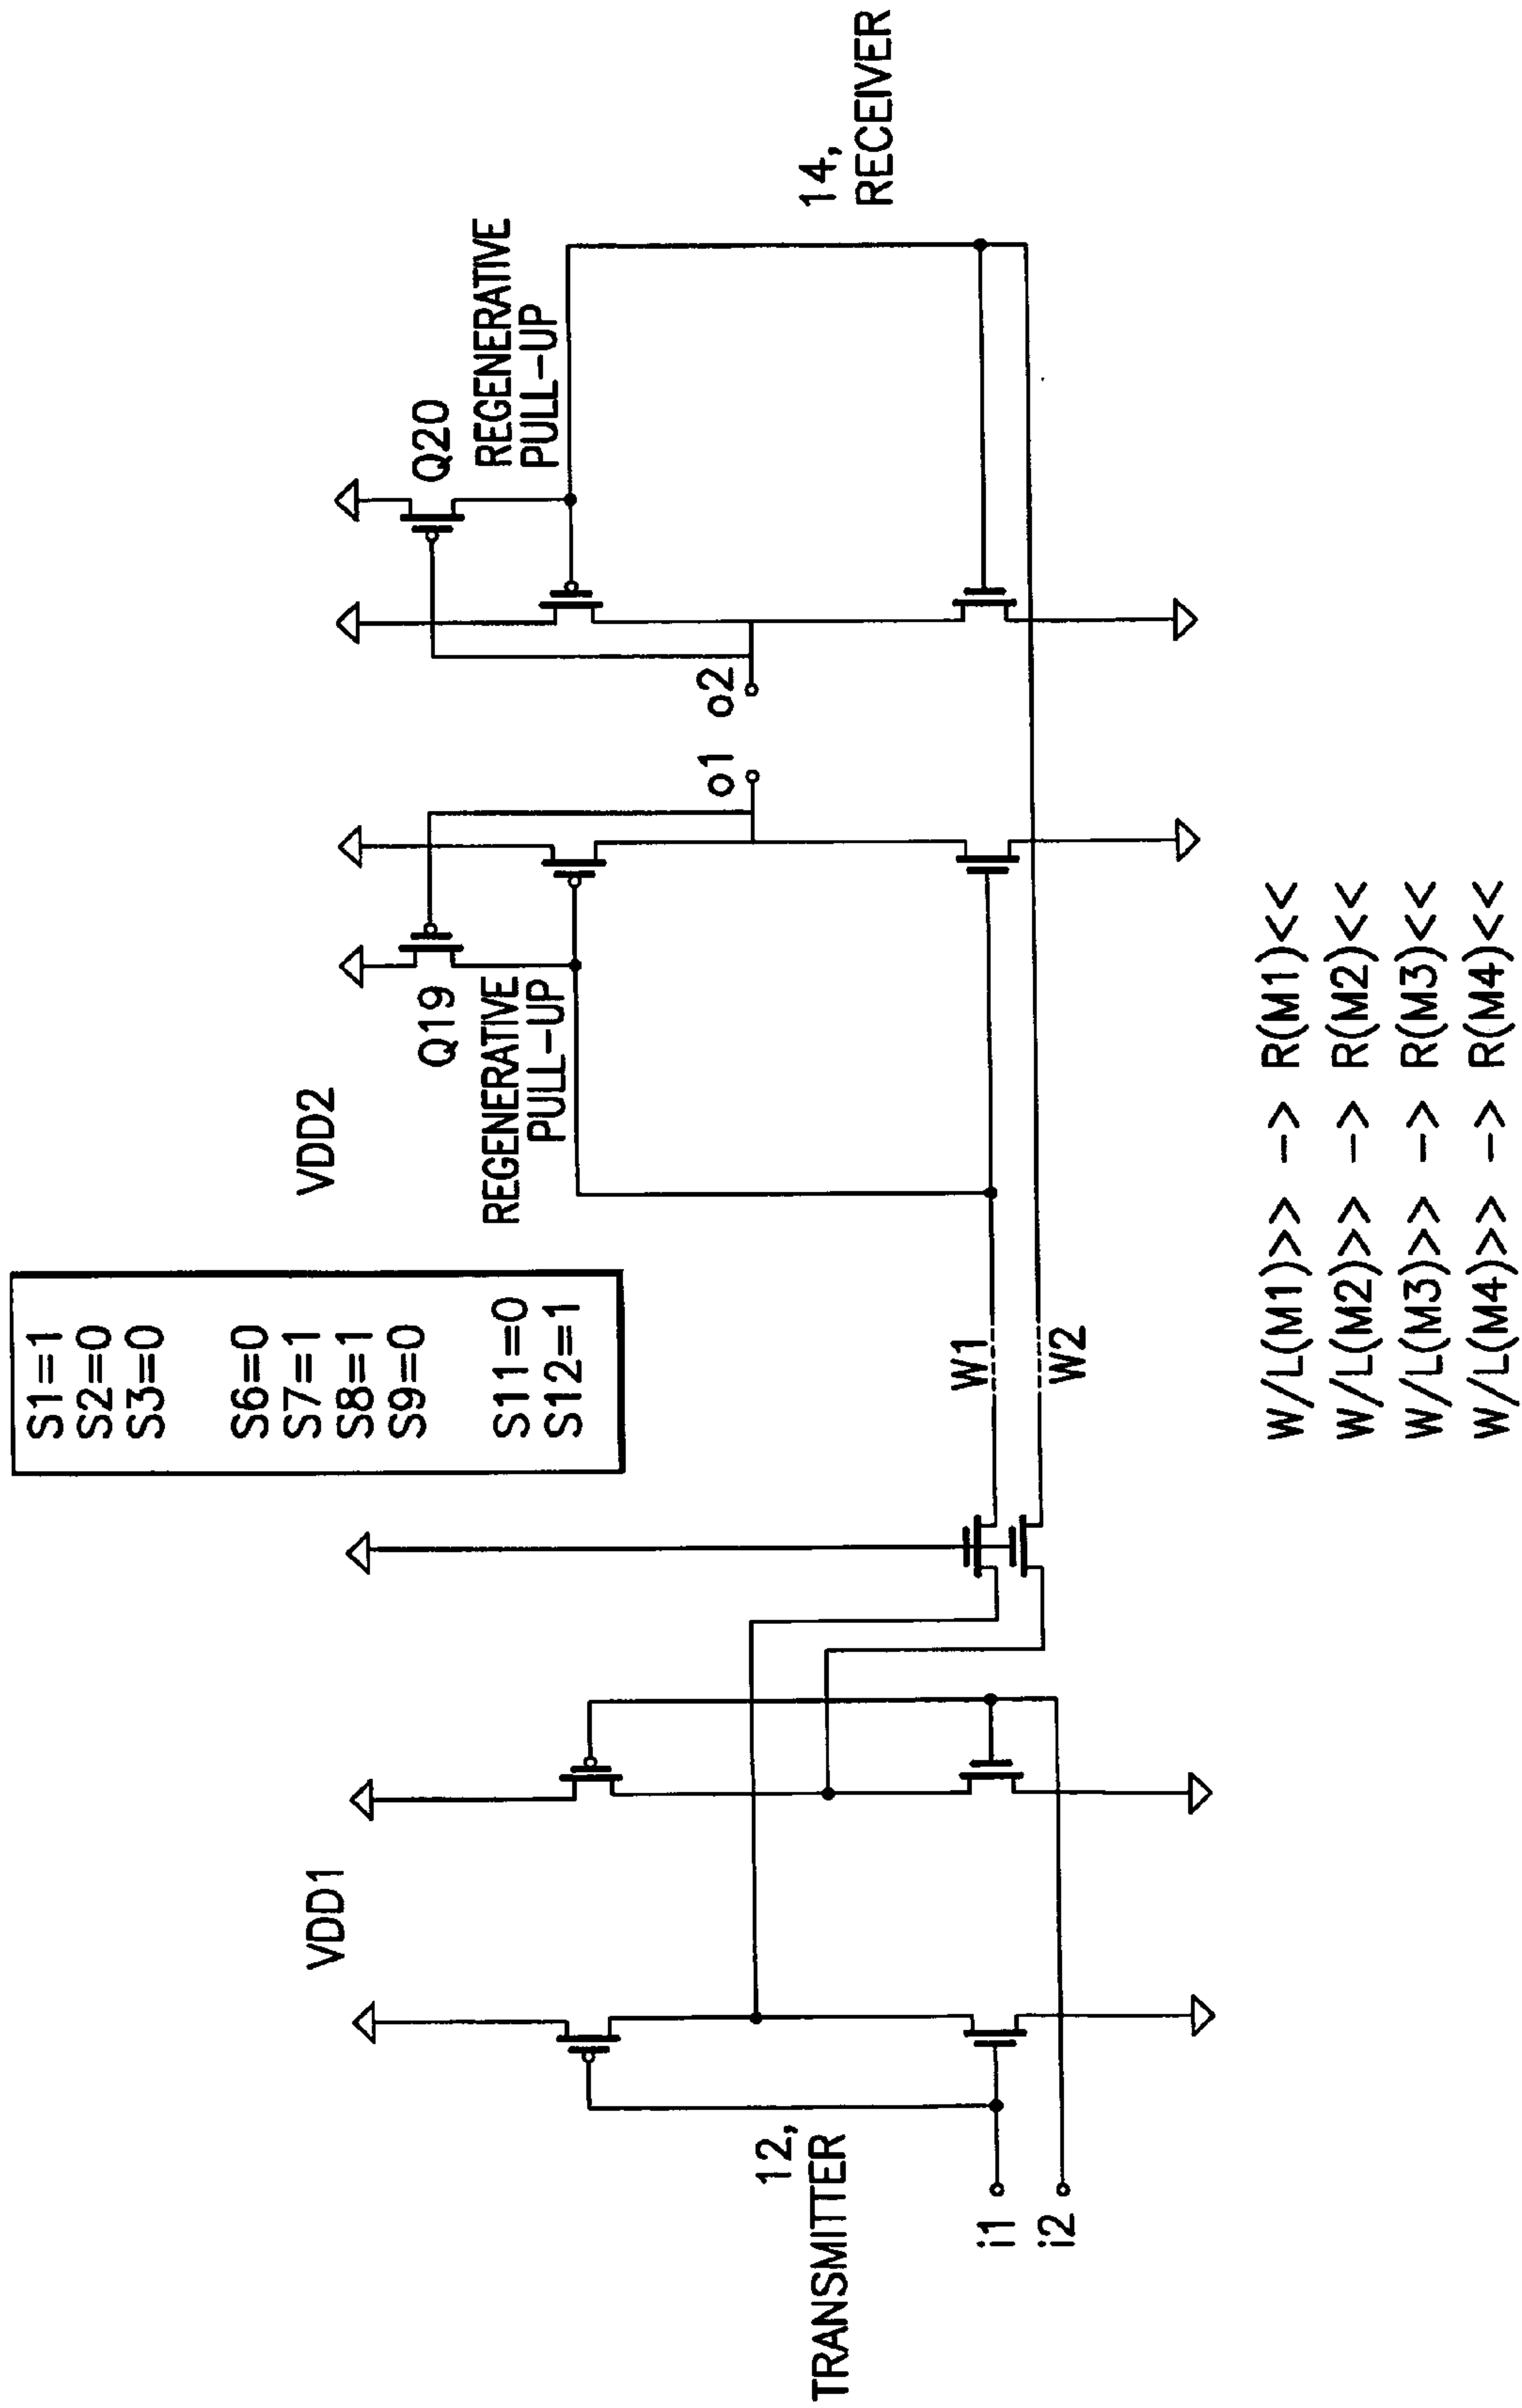 S1=1
S2=0
S3=0
S6=0
S7=1
S8=1
S9=0
S11=0
S12=1
VDD1
VDD2
Q19
REGENERATIVE
PULL-UP
Q20
REGENERATIVE
PULL-UP
12,
TRANSMITTER
o1
o2
14,
RECEIVER
i1
i2
W1
W2
W/L(M1)>> -> R(M1)<<
W/L(M2)>> -> R(M2)<<
W/L(M3)>> -> R(M3)<<
W/L(M4)>> -> R(M4)<<